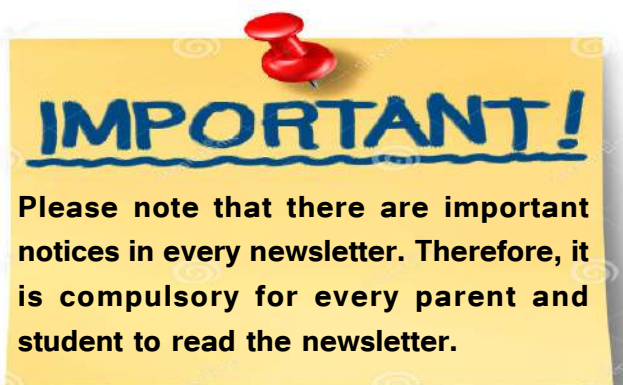 IMPORTANT!
Please note that there are important
notices in every newsletter. Therefore, it
is compulsory for every parent and
student to read the newsletter.